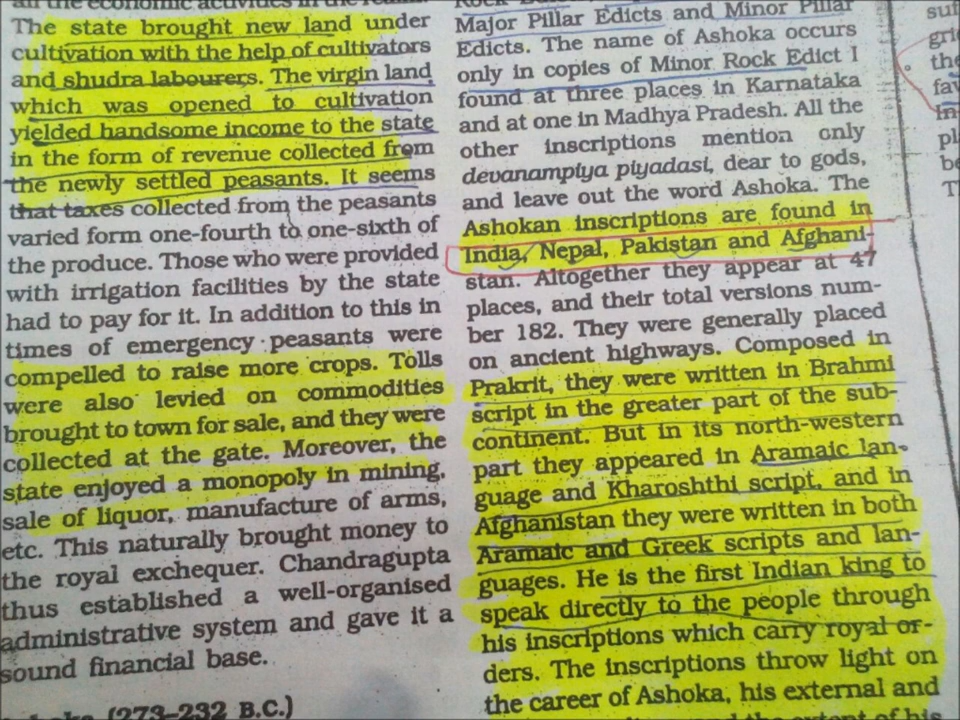 all the economic activities in the realm.
The state brought new land under
cultivation with the help of cultivators
and shudra labourers. The virgin land
which was opened to cultivation
yielded handsome income to the state
in the form of revenue collected from
the newly settled peasants. It seems
that taxes collected from the peasants
varied form one-fourth to one-sixth of
the produce. Those who were provided
with irrigation facilities by the state
had to pay for it. In addition to this in
times of emergency peasants were
compelled to raise more crops. Tolls
were also levied on commodities
brought to town for sale, and they were
collected at the gate. Moreover, the
state enjoyed a monopoly in mining,
sale of liquor, manufacture of arms,
etc. This naturally brought money to
the royal exchequer. Chandragupta
thus established a well-organised
administrative system and gave it a
sound financial base.
(273–232 B.C.)
Major Pillar Edicts and Minor Pillar
Edicts. The name of Ashoka occurs
only in copies of Minor Rock Edict I
found at three places in Karnataka
and at one in Madhya Pradesh. All the
other inscriptions mention only
devanampiya piyadasi, dear to gods,
and leave out the word Ashoka. The
Ashokan inscriptions are found in
India, Nepal, Pakistan and Afghani-
stan. Altogether they appear at 47
places, and their total versions num-
ber 182. They were generally placed
on ancient highways. Composed in
Prakrit, they were written in Brahmi
script in the greater part of the sub-
continent. But in its north-western
part they appeared in Aramaic lan-
guage and Kharoshthi script, and in
Afghanistan they were written in both
Aramaic and Greek scripts and lan-
guages. He is the first Indian king to
speak directly to the people through
his inscriptions which carry royal or-
ders. The inscriptions throw light on
the career of Ashoka, his external and